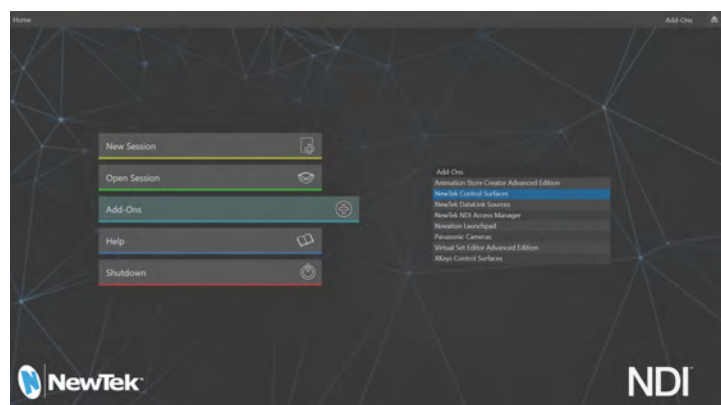 Home
Add-Ons
New Session
Open Session
Add-Ons
Help
Shutdown
Add-Ons
Animation Store Creator Advanced Edition
NewTek Control Surfaces
NewTek DataLink Sources
NewTek NDI Access Manager
Novation Launchpad
Panasonic Cameras
Virtual Set Editor Advanced Edition
XKeys Control Surfaces
NewTek
NDI